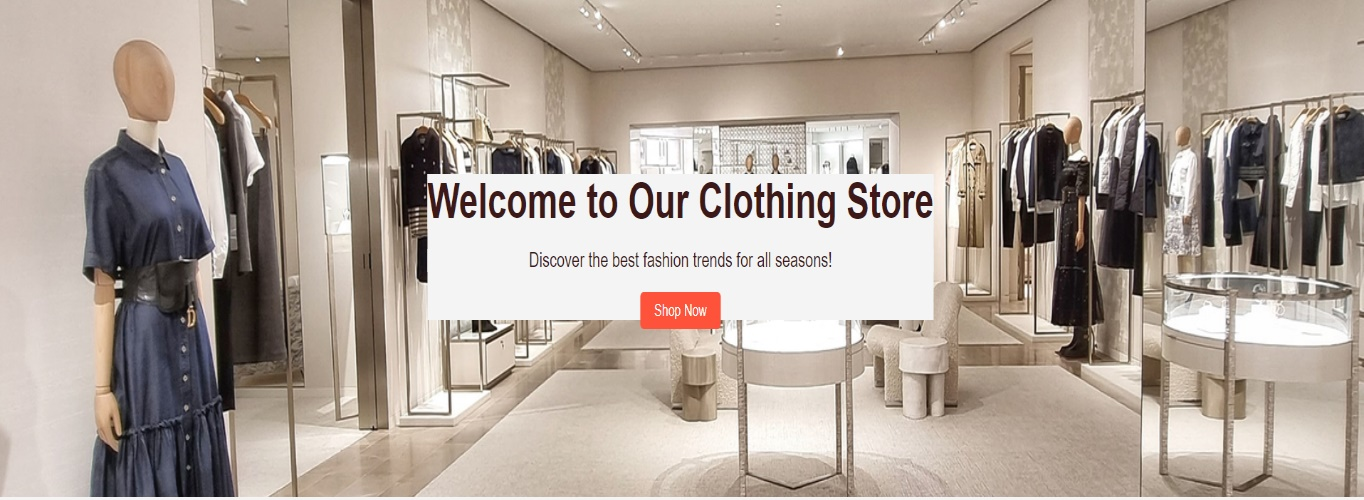 Welcome to Our Clothing Store
Discover the best fashion trends for all seasons!
Shop Now